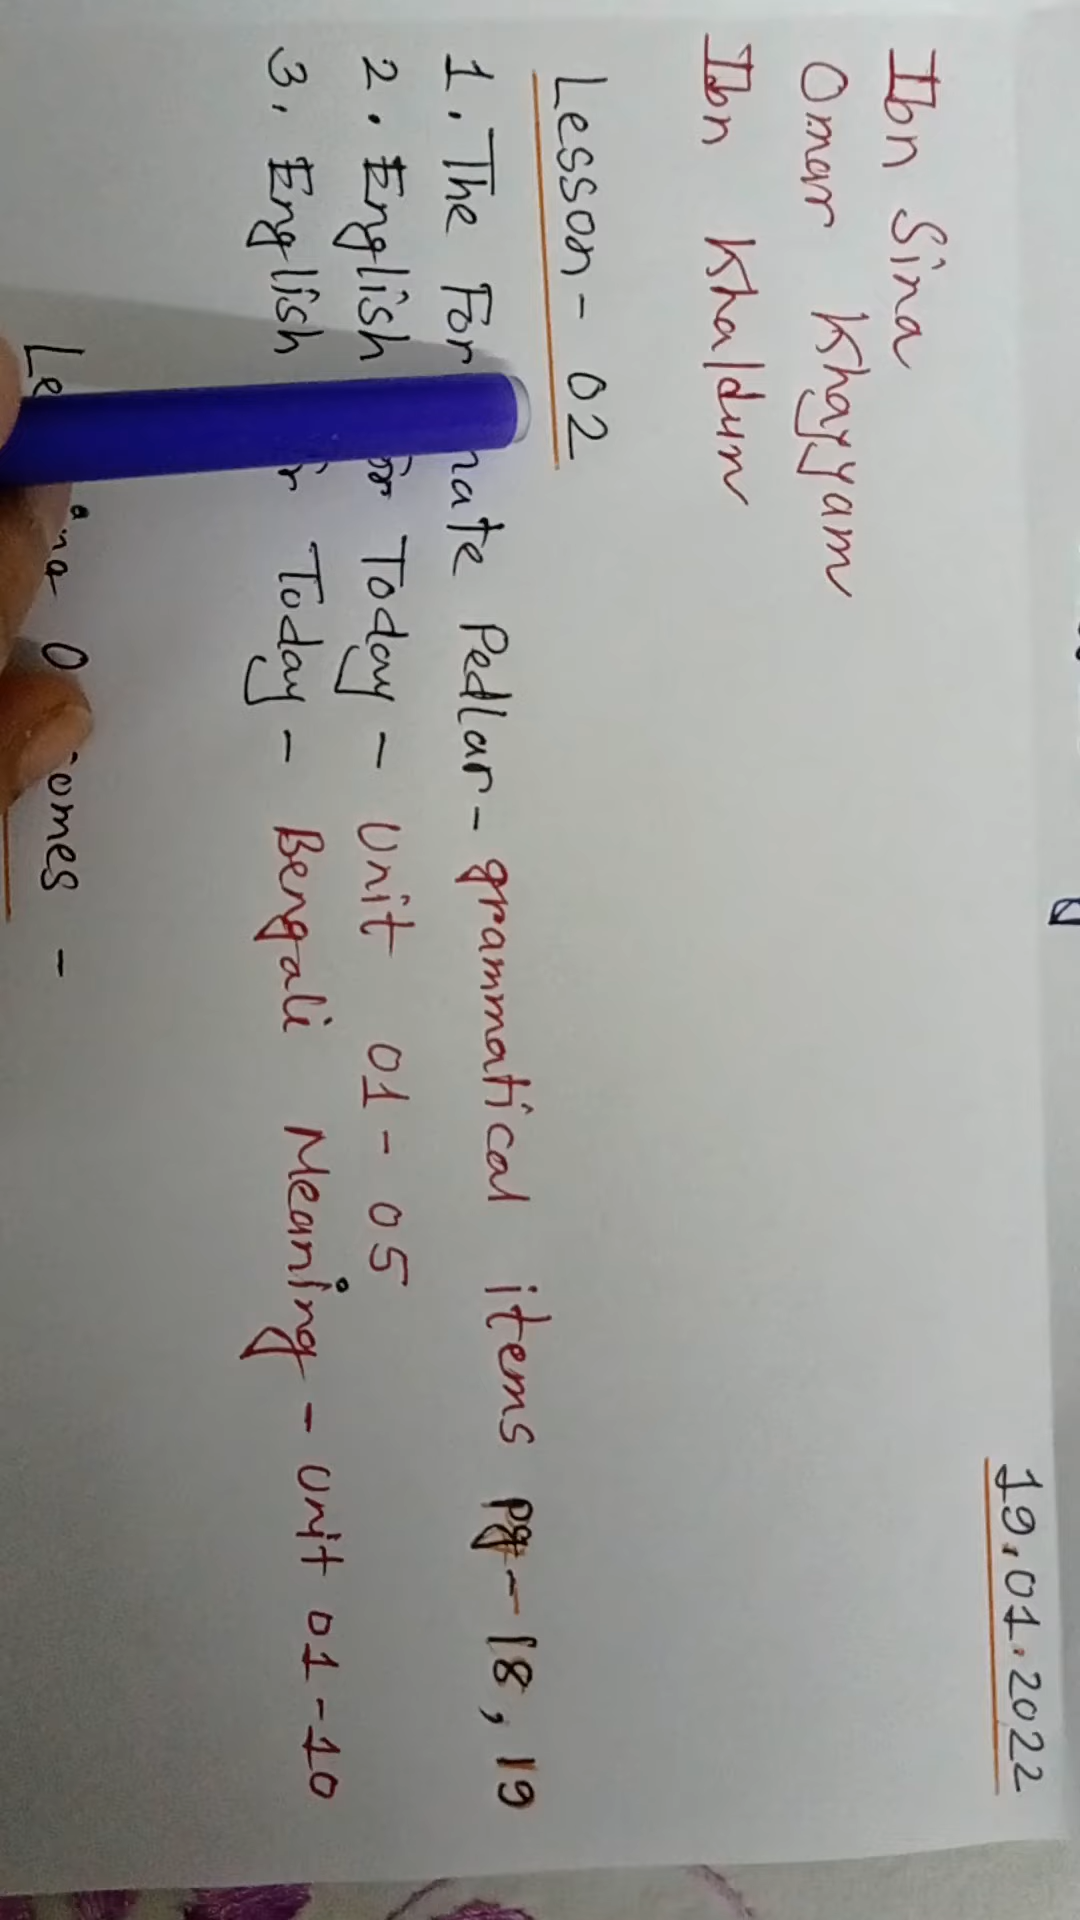 19.01.2022
Ibn Sina
Omar Khayyam
Ibn Khaldun
Lesson - 02
1. The For nate Pedlar - grammatical items pg - 18, 19
2. English for Today - Unit 01 - 05
3. English Today - Bengali Meaning - Unit 01 - 10
omes -